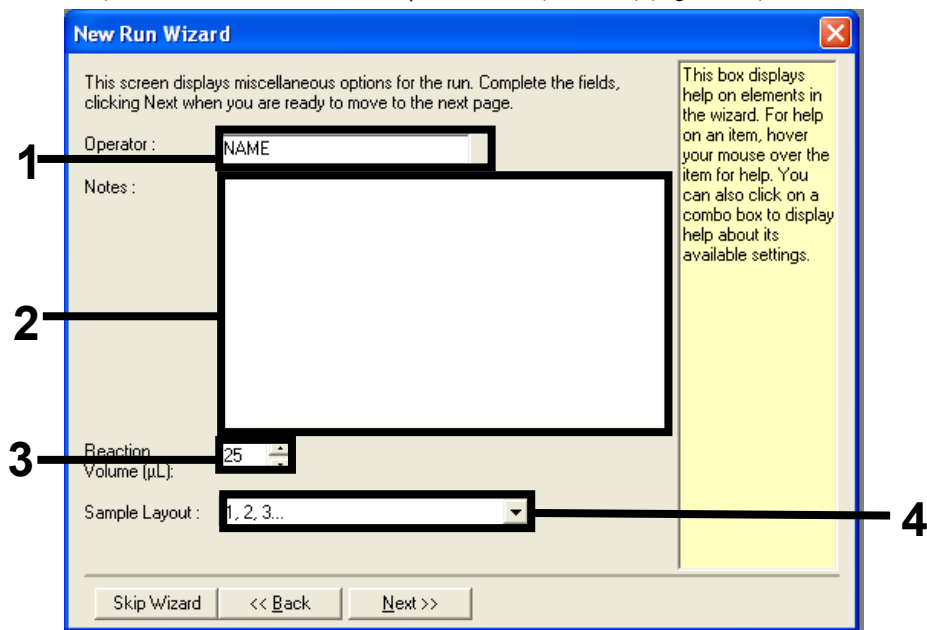 New Run Wizard
This screen displays miscellaneous options for the run. Complete the fields,
clicking Next when you are ready to move to the next page.
1
Operator :
NAME
Notes :
2
3
Reaction
Volume (µL):
25
Sample Layout :
1, 2, 3...
4
Skip Wizard
<< Back
Next >>
This box displays
help on elements in
the wizard. For help
on an item, hover
your mouse over the
item for help. You
can also click on a
combo box to display
help about its
available settings.